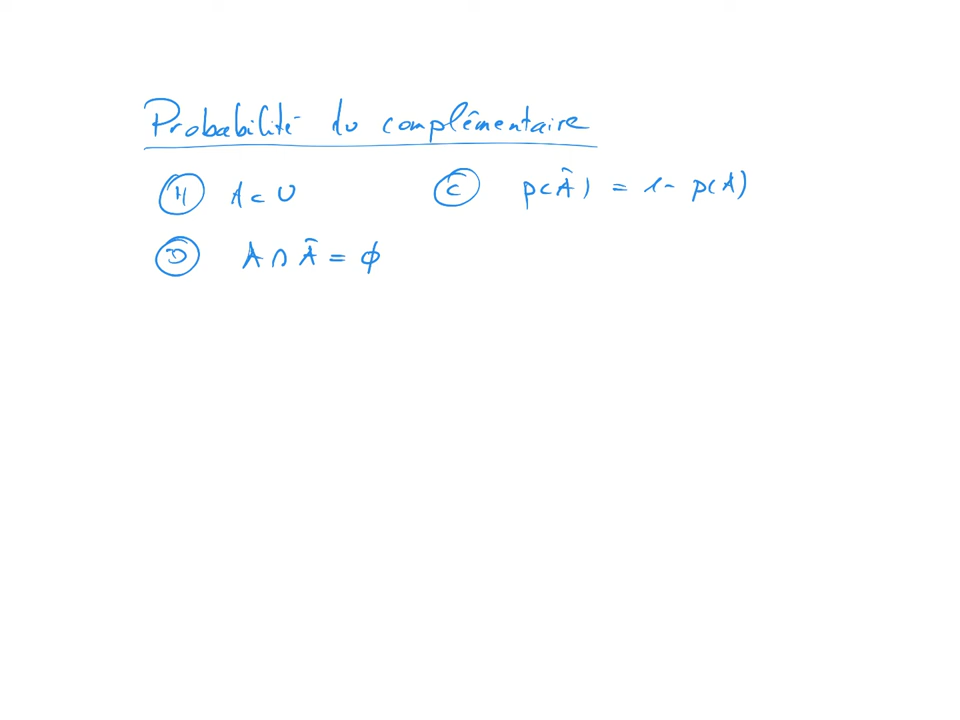 Probabilité du complémentaire
Ⓗ A ⊂ U Ⓒ p(Ā) = 1 - p(A)
Ⓓ A ∩ Ā = ϕ